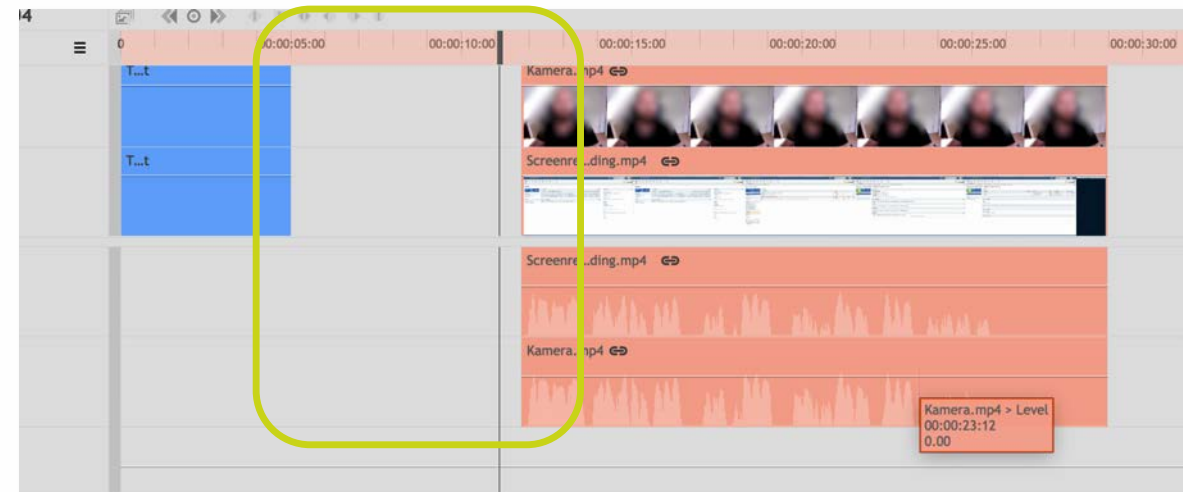 04
0
00:00:05:00
00:00:10:00
00:00:15:00
00:00:20:00
00:00:25:00
00:00:30:00
T...t
Kamera.mp4
T...t
Screenre...ding.mp4
Screenre...ding.mp4
Kamera.mp4
Kamera.mp4 > Level
00:00:23:12
0.00